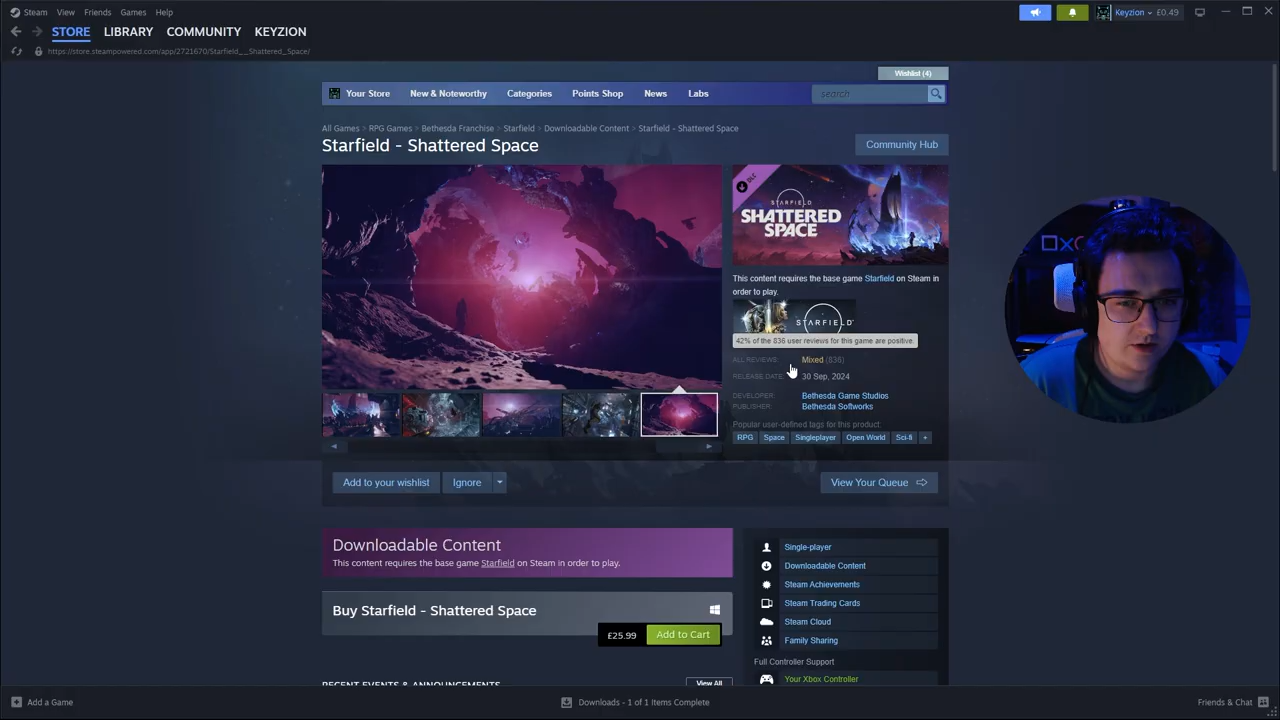 Steam View Friends Games Help
Keyzion £0.49
STORE LIBRARY COMMUNITY KEYZION
https://store.steampowered.com/app/2721670/Starfield__Shattered_Space/
Wishlist (4)
Your Store New & Noteworthy Categories Points Shop News Labs search
All Games > RPG Games > Bethesda Franchise > Starfield > Downloadable Content > Starfield - Shattered Space
Starfield - Shattered Space
Community Hub
DLC
STARFIELD
SHATTERED
SPACE
This content requires the base game Starfield on Steam in
order to play.
STARFIELD
42% of the 836 user reviews for this game are positive.
ALL REVIEWS: Mixed (836)
RELEASE DATE: 30 Sep, 2024
DEVELOPER: Bethesda Game Studios
PUBLISHER: Bethesda Softworks
Popular user-defined tags for this product:
RPG Space Singleplayer Open World Sci-fi +
Add to your wishlist Ignore View Your Queue
Downloadable Content
This content requires the base game Starfield on Steam in order to play.
Buy Starfield - Shattered Space
£25.99 Add to Cart
Single-player
Downloadable Content
Steam Achievements
Steam Trading Cards
Steam Cloud
Family Sharing
Full Controller Support
Your Xbox Controller
RECENT EVENTS & ANNOUNCEMENTS View All
Add a Game Downloads - 1 of 1 Items Complete Friends & Chat